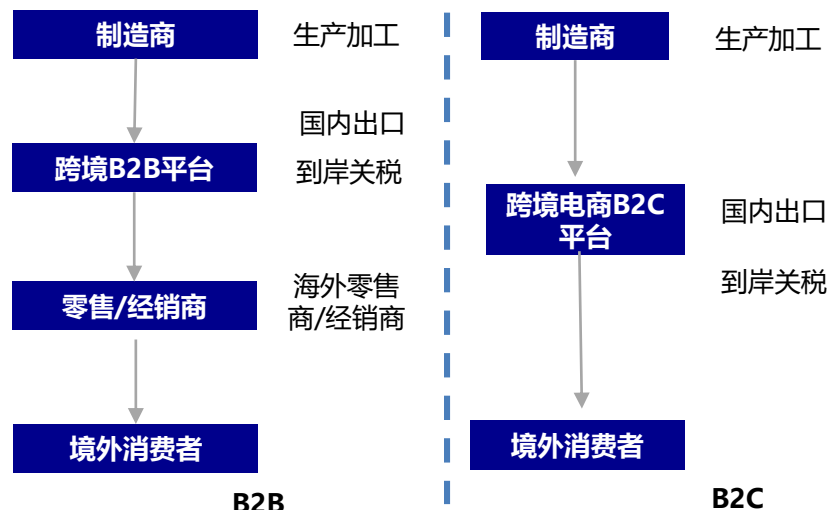 制造商
生产加工
国内出口
跨境B2B平台
到岸关税
零售/经销商
海外零售
商/经销商
境外消费者
B2B
制造商
生产加工
跨境电商B2C
平台
国内出口
到岸关税
境外消费者
B2C